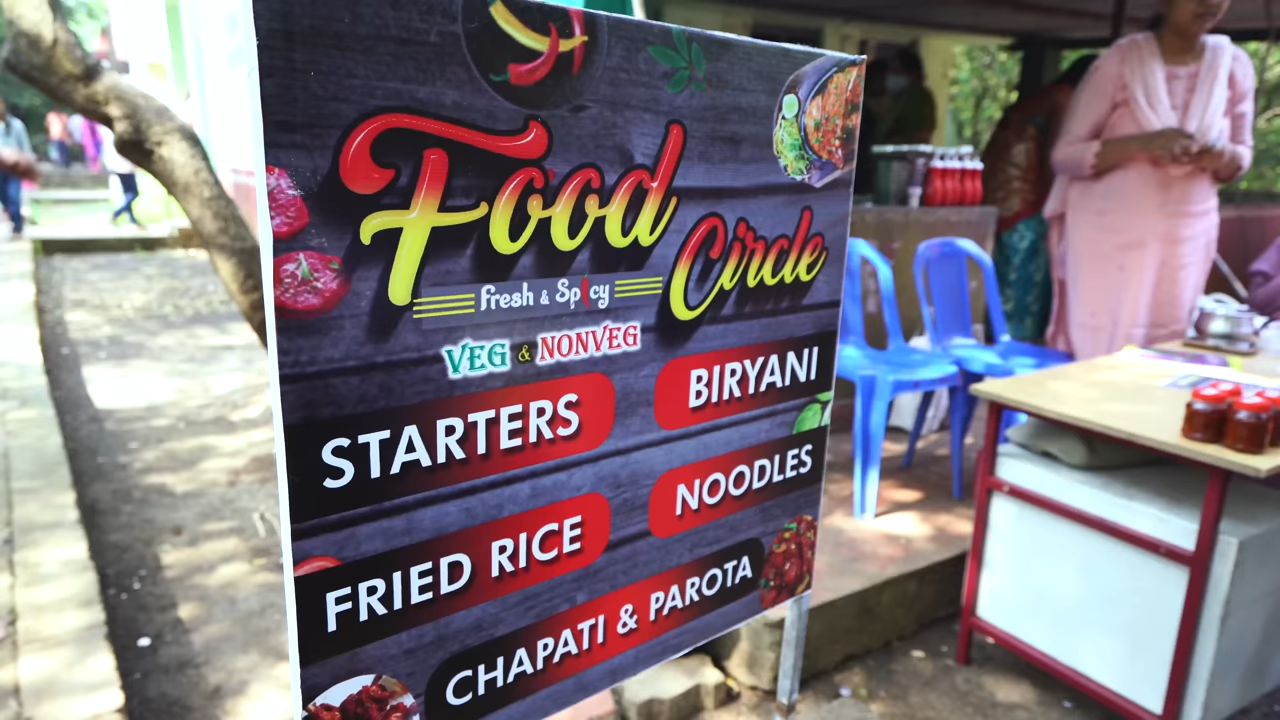 Food
Circle
Fresh & Spicy
VEG & NONVEG
STARTERS
BIRYANI
FRIED RICE
NOODLES
CHAPATI & PAROTA